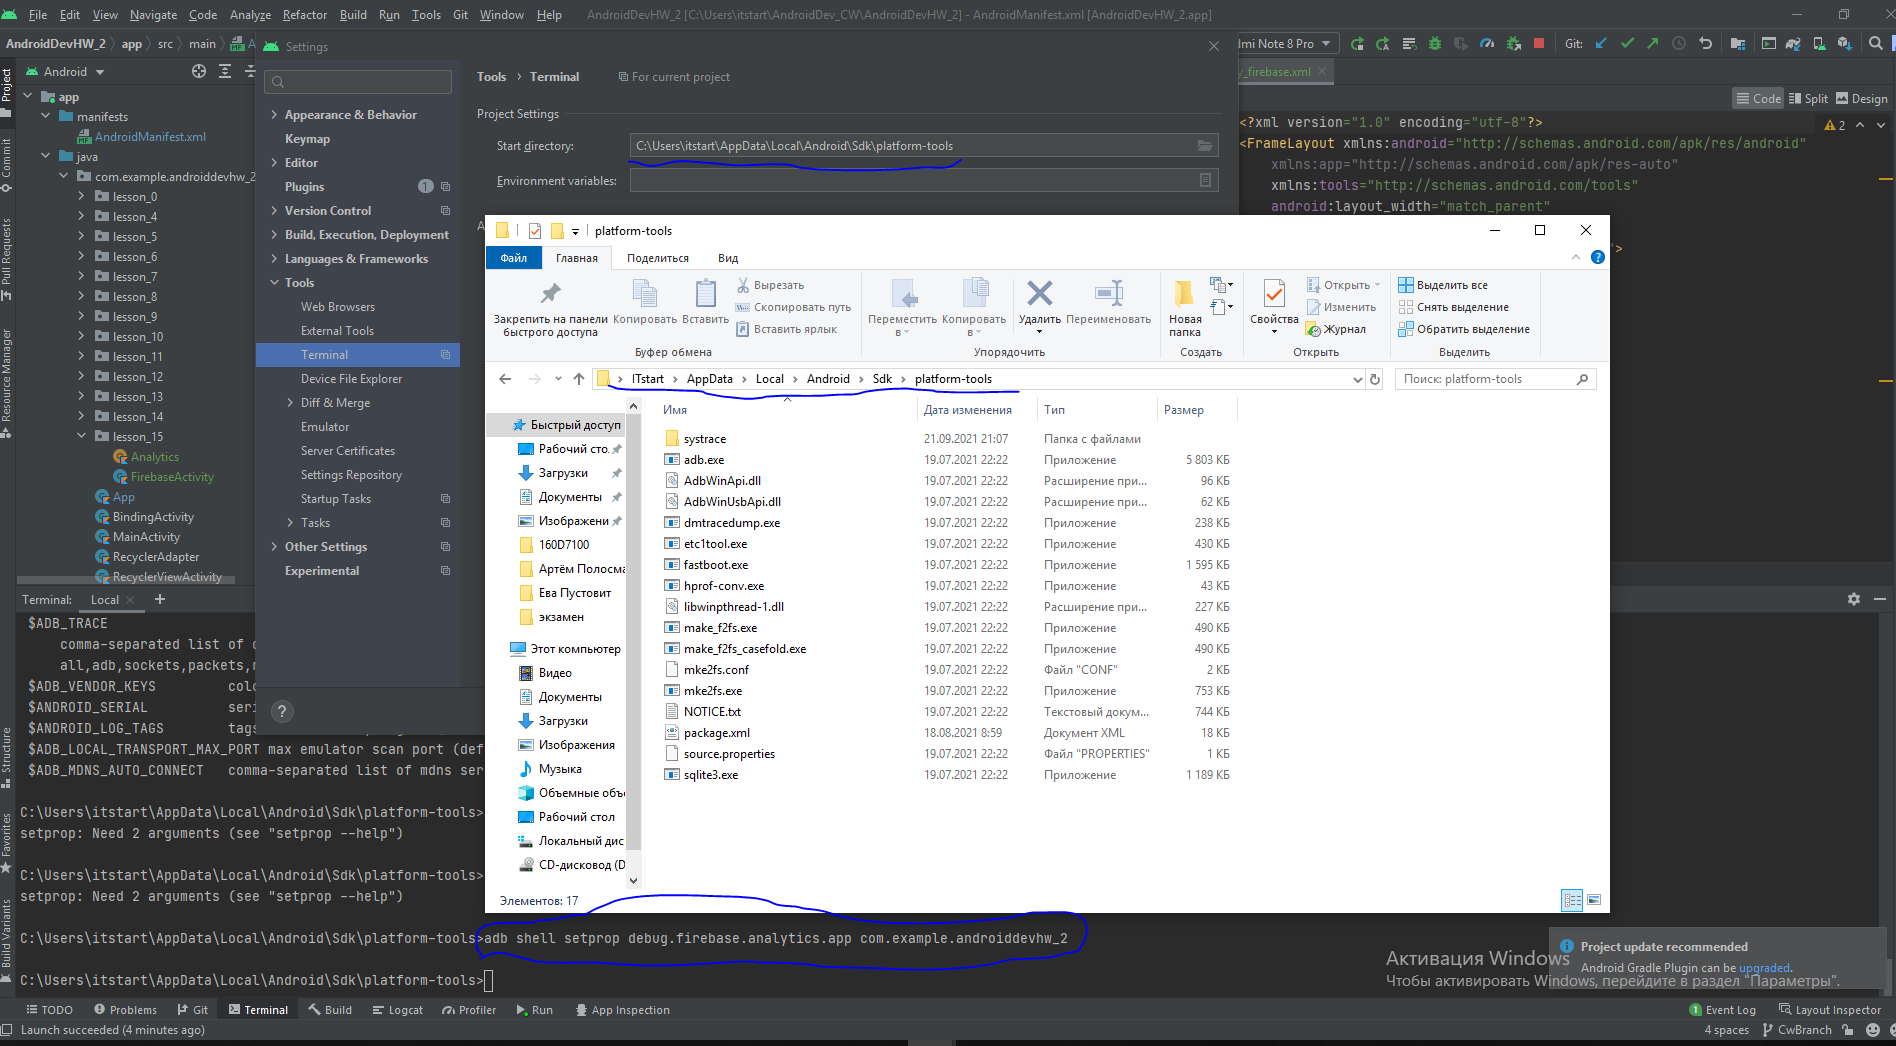 File Edit View Navigate Code Analyze Refactor Build Run Tools Git Window Help AndroidDevHW_2 [C:\Users\itstart\AndroidDev_CW\AndroidDevHW_2] - AndroidManifest.xml [AndroidDevHW_2.app]
AndroidDevHW_2 app src main
dmi Note 8 Pro Git:
Project
Commit
Pull Requests
Resource Manager
Structure
Favorites
Build Variants
Android
app
manifests
AndroidManifest.xml
java
com.example.androiddevhw_2
lesson_0
lesson_4
lesson_5
lesson_6
lesson_7
lesson_8
lesson_9
lesson_10
lesson_11
lesson_12
lesson_13
lesson_14
lesson_15
Analytics
FirebaseActivity
App
BindingActivity
MainActivity
RecyclerAdapter
RecyclerViewActivity
Settings
Appearance & Behavior
Keymap
Editor
Plugins 1
Version Control
Build, Execution, Deployment
Languages & Frameworks
Tools
Web Browsers
External Tools
Terminal
Device File Explorer
Diff & Merge
Emulator
Server Certificates
Settings Repository
Startup Tasks
Tasks
Other Settings
Experimental
?
Tools › Terminal For current project
Project Settings
Start directory: C:\Users\itstart\AppData\Local\Android\Sdk\platform-tools
Environment variables:
A
y_firebase.xml
Code Split Design
2
<?xml version="1.0" encoding="utf-8"?>
<FrameLayout xmlns:android="http://schemas.android.com/apk/res/android"
xmlns:app="http://schemas.android.com/apk/res-auto"
xmlns:tools="http://schemas.android.com/tools"
android:layout_width="match_parent"
">
platform-tools
Файл Главная Поделиться Вид
Закрепить на панели быстрого доступа
Копировать
Вставить
Вырезать
Скопировать путь
Вставить ярлык
Переместить в
Копировать в
Удалить
Переименовать
Новая папка
Свойства
Открыть
Изменить
Журнал
Выделить все
Снять выделение
Обратить выделение
Буфер обмена Упорядочить Создать Открыть Выделить
ITstart › AppData › Local › Android › Sdk › platform-tools
Поиск: platform-tools
Быстрый доступ
Рабочий сто.
Загрузки
Документы
Изображени
160D7100
Артём Полосма
Ева Пустовит
экзамен
Этот компьютер
Видео
Документы
Загрузки
Изображения
Музыка
Объемные объе
Рабочий стол
Локальный дис
CD-дисковод (D
Имя Дата изменения Тип Размер
systrace 21.09.2021 21:07 Папка с файлами
adb.exe 19.07.2021 22:22 Приложение 5 803 КБ
AdbWinApi.dll 19.07.2021 22:22 Расширение при... 96 КБ
AdbWinUsbApi.dll 19.07.2021 22:22 Расширение при... 62 КБ
dmtracedump.exe 19.07.2021 22:22 Приложение 238 КБ
etc1tool.exe 19.07.2021 22:22 Приложение 430 КБ
fastboot.exe 19.07.2021 22:22 Приложение 1 595 КБ
hprof-conv.exe 19.07.2021 22:22 Приложение 43 КБ
libwinpthread-1.dll 19.07.2021 22:22 Расширение при... 227 КБ
make_f2fs.exe 19.07.2021 22:22 Приложение 490 КБ
make_f2fs_casefold.exe 19.07.2021 22:22 Приложение 490 КБ
mke2fs.conf 19.07.2021 22:22 Файл "CONF" 2 КБ
mke2fs.exe 19.07.2021 22:22 Приложение 753 КБ
NOTICE.txt 19.07.2021 22:22 Текстовый докум... 744 КБ
package.xml 18.08.2021 8:59 Документ XML 18 КБ
source.properties 19.07.2021 22:22 Файл "PROPERTIES" 1 КБ
sqlite3.exe 19.07.2021 22:22 Приложение 1 189 КБ
Элементов: 17
Terminal: Local
$ADB_TRACE
comma-separated list of
all,adb,sockets,packets,
$ADB_VENDOR_KEYS colo
$ANDROID_SERIAL seri
$ANDROID_LOG_TAGS tags
$ADB_LOCAL_TRANSPORT_MAX_PORT max emulator scan port (def
$ADB_MDNS_AUTO_CONNECT comma-separated list of mdns ser
C:\Users\itstart\AppData\Local\Android\Sdk\platform-tools>
setprop: Need 2 arguments (see "setprop --help")
C:\Users\itstart\AppData\Local\Android\Sdk\platform-tools>
setprop: Need 2 arguments (see "setprop --help")
C:\Users\itstart\AppData\Local\Android\Sdk\platform-tools>adb shell setprop debug.firebase.analytics.app com.example.androiddevhw_2
C:\Users\itstart\AppData\Local\Android\Sdk\platform-tools>
Project update recommended
Android Gradle Plugin can be upgraded.
Активация Windows
Чтобы активировать Windows, перейдите в раздел "Параметры".
TODO Problems Git Terminal Build Logcat Profiler Run App Inspection 1 Event Log Layout Inspector
Launch succeeded (4 minutes ago) 4 spaces CwBranch